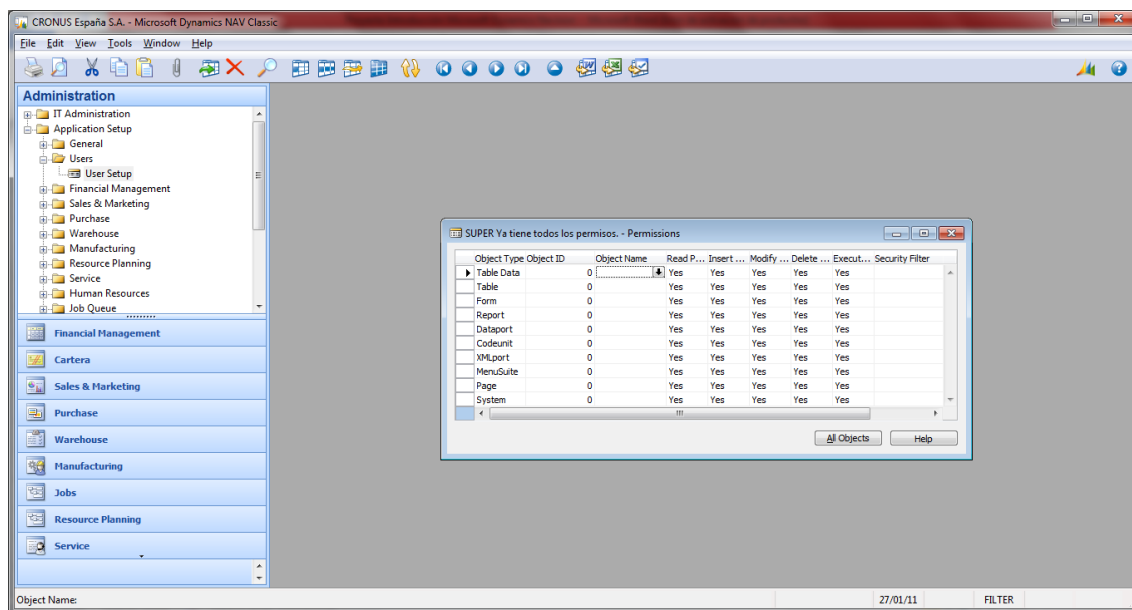 CRONUS España S.A. - Microsoft Dynamics NAV Classic
File Edit View Tools Window Help
Administration
IT Administration
Application Setup
General
Users
User Setup
Financial Management
Sales & Marketing
Purchase
Warehouse
Manufacturing
Resource Planning
Service
Human Resources
Job Queue
Financial Management
Cartera
Sales & Marketing
Purchase
Warehouse
Manufacturing
Jobs
Resource Planning
Service
SUPER Ya tiene todos los permisos. - Permissions
Object Type Object ID Object Name Read P... Insert ... Modify ... Delete ... Execut... Security Filter
Table Data 0 Yes Yes Yes Yes Yes
Table 0 Yes Yes Yes Yes Yes
Form 0 Yes Yes Yes Yes Yes
Report 0 Yes Yes Yes Yes Yes
Dataport 0 Yes Yes Yes Yes Yes
Codeunit 0 Yes Yes Yes Yes Yes
XMLport 0 Yes Yes Yes Yes Yes
MenuSuite 0 Yes Yes Yes Yes Yes
Page 0 Yes Yes Yes Yes Yes
System 0 Yes Yes Yes Yes Yes
All Objects Help
Object Name: 27/01/11 FILTER